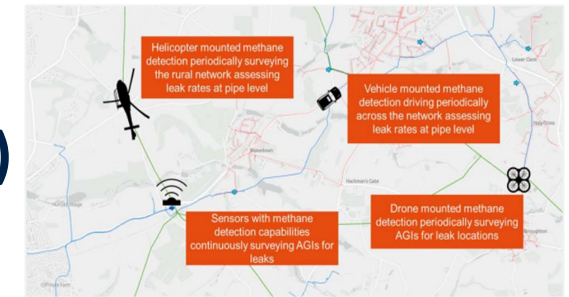 Helicopter mounted methane
detection periodically surveying
the rural network assessing
leak rates at pipe level
Vehicle mounted methane
detection driving periodically
across the network assessing
leak rates at pipe level
Sensors with methane
detection capabilities
continuously surveying AGIs for
leaks
Drone mounted methane
detection periodically surveying
AGIs for leak locations
Hackman's Gate
)